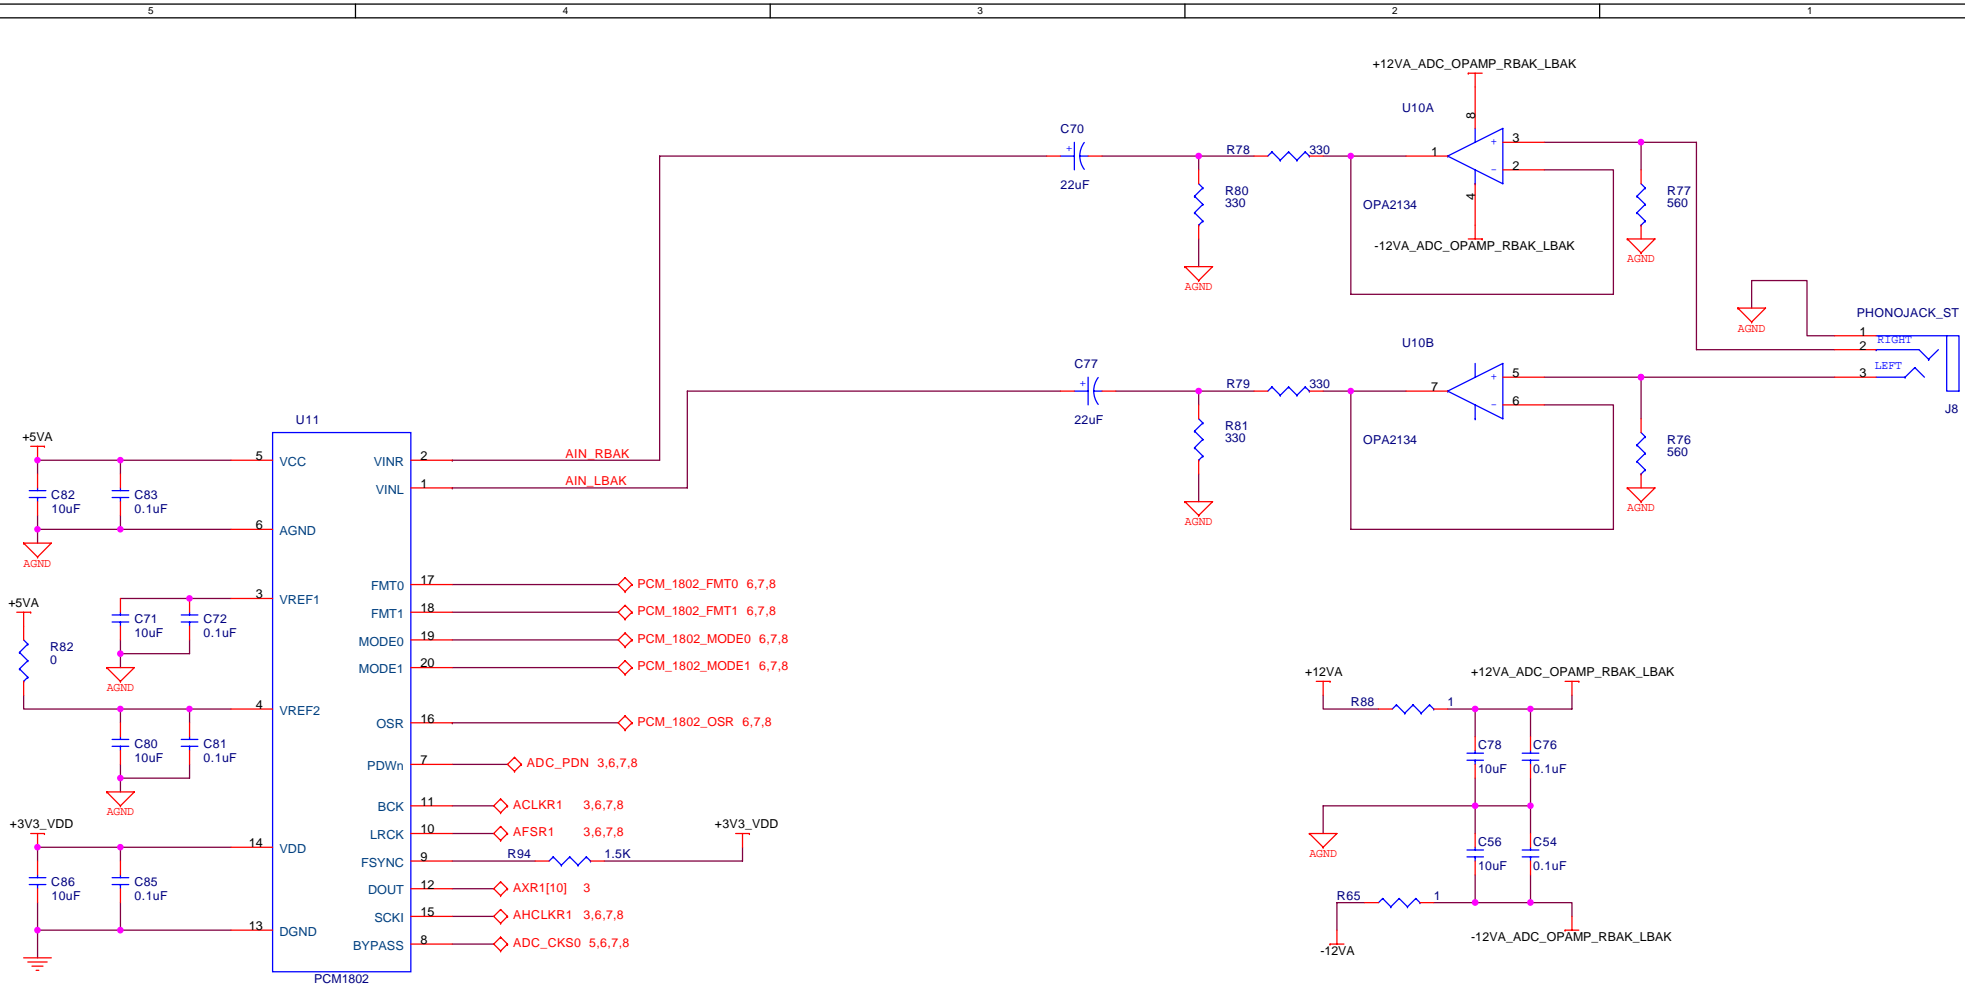 5 4 3 2 1
+12VA_ADC_OPAMP_RBAK_LBAK
U10A
8
C70
+
22uF
R78 330
1
+ 3
- 2
4
R80
330
OPA2134
R77
560
-12VA_ADC_OPAMP_RBAK_LBAK
AGND
AGND
AGND
PHONOJACK_ST
1
2 RIGHT
3 LEFT
J8
U10B
C77
+
22uF
R79 330
7
+ 5
- 6
R81
330
OPA2134
R76
560
AGND
AGND
U11
+5VA
5 VCC
VINR 2 AIN_RBAK
VINL 1 AIN_LBAK
C82
10uF
C83
0.1uF
6 AGND
AGND
FMT0 17 PCM_1802_FMT0 6,7,8
FMT1 18 PCM_1802_FMT1 6,7,8
MODE0 19 PCM_1802_MODE0 6,7,8
MODE1 20 PCM_1802_MODE1 6,7,8
+5VA
3 VREF1
C71
10uF
C72
0.1uF
R82
0
AGND
4 VREF2
OSR 16 PCM_1802_OSR 6,7,8
C80
10uF
C81
0.1uF
PDWn 7 ADC_PDN 3,6,7,8
AGND
BCK 11 ACLKR1 3,6,7,8
LRCK 10 AFSR1 3,6,7,8
+3V3_VDD
+3V3_VDD
14 VDD
FSYNC 9 R94 1.5K
C86
10uF
C85
0.1uF
DOUT 12 AXR1[10] 3
SCKI 15 AHCLKR1 3,6,7,8
13 DGND
BYPASS 8 ADC_CKS0 5,6,7,8
PCM1802
+12VA
+12VA_ADC_OPAMP_RBAK_LBAK
R88 1
C78
10uF
C76
0.1uF
AGND
C56
10uF
C54
0.1uF
R65 1
-12VA
-12VA_ADC_OPAMP_RBAK_LBAK